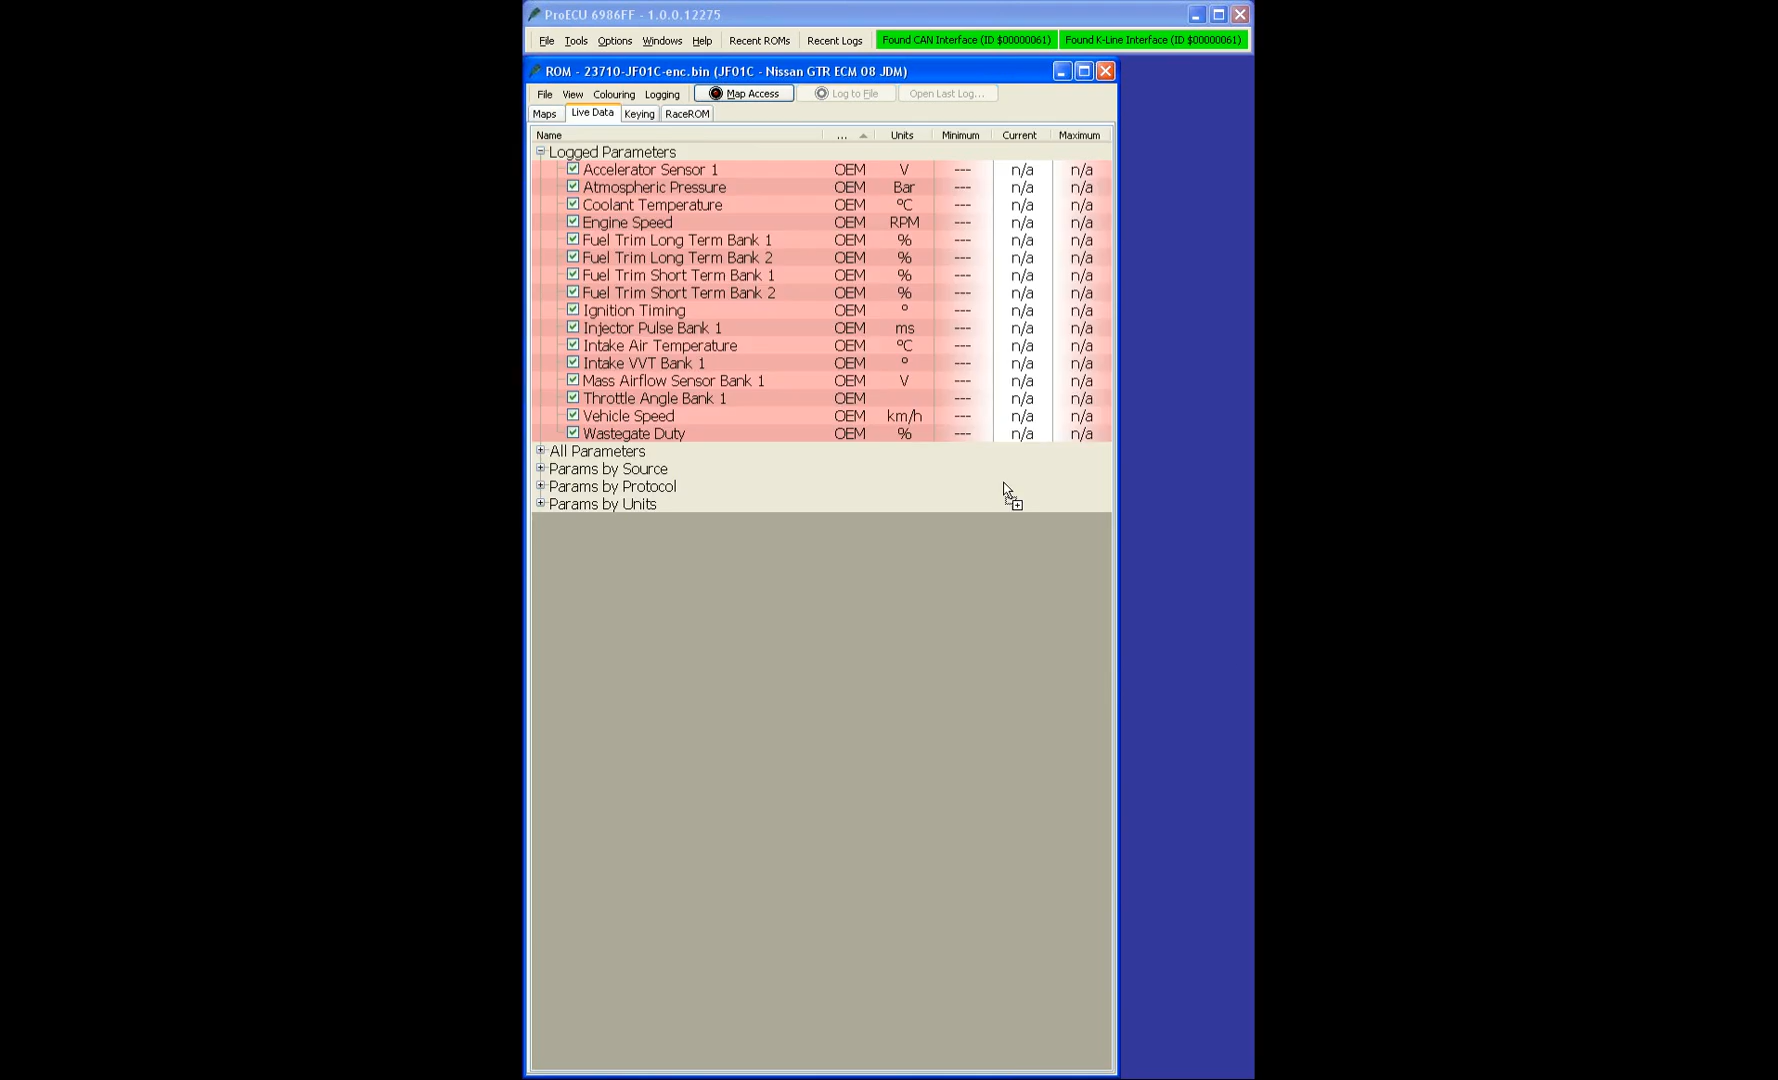 ProECU 6986FF - 1.0.0.12275
File Tools Options Windows Help Recent ROMs Recent Logs Found CAN Interface (ID $00000061) Found K-Line Interface (ID $00000061)
ROM - 23710-JF01C-enc.bin (JF01C - Nissan GTR ECM 08 JDM)
File View Colouring Logging Map Access Log to File Open Last Log...
Maps Live Data Keying RaceROM
Name ... Units Minimum Current Maximum
Logged Parameters
Accelerator Sensor 1 OEM V --- n/a n/a
Atmospheric Pressure OEM Bar --- n/a n/a
Coolant Temperature OEM ºC --- n/a n/a
Engine Speed OEM RPM --- n/a n/a
Fuel Trim Long Term Bank 1 OEM % --- n/a n/a
Fuel Trim Long Term Bank 2 OEM % --- n/a n/a
Fuel Trim Short Term Bank 1 OEM % --- n/a n/a
Fuel Trim Short Term Bank 2 OEM % --- n/a n/a
Ignition Timing OEM º --- n/a n/a
Injector Pulse Bank 1 OEM ms --- n/a n/a
Intake Air Temperature OEM ºC --- n/a n/a
Intake VVT Bank 1 OEM º --- n/a n/a
Mass Airflow Sensor Bank 1 OEM V --- n/a n/a
Throttle Angle Bank 1 OEM --- n/a n/a
Vehicle Speed OEM km/h --- n/a n/a
Wastegate Duty OEM % --- n/a n/a
All Parameters
Params by Source
Params by Protocol
Params by Units